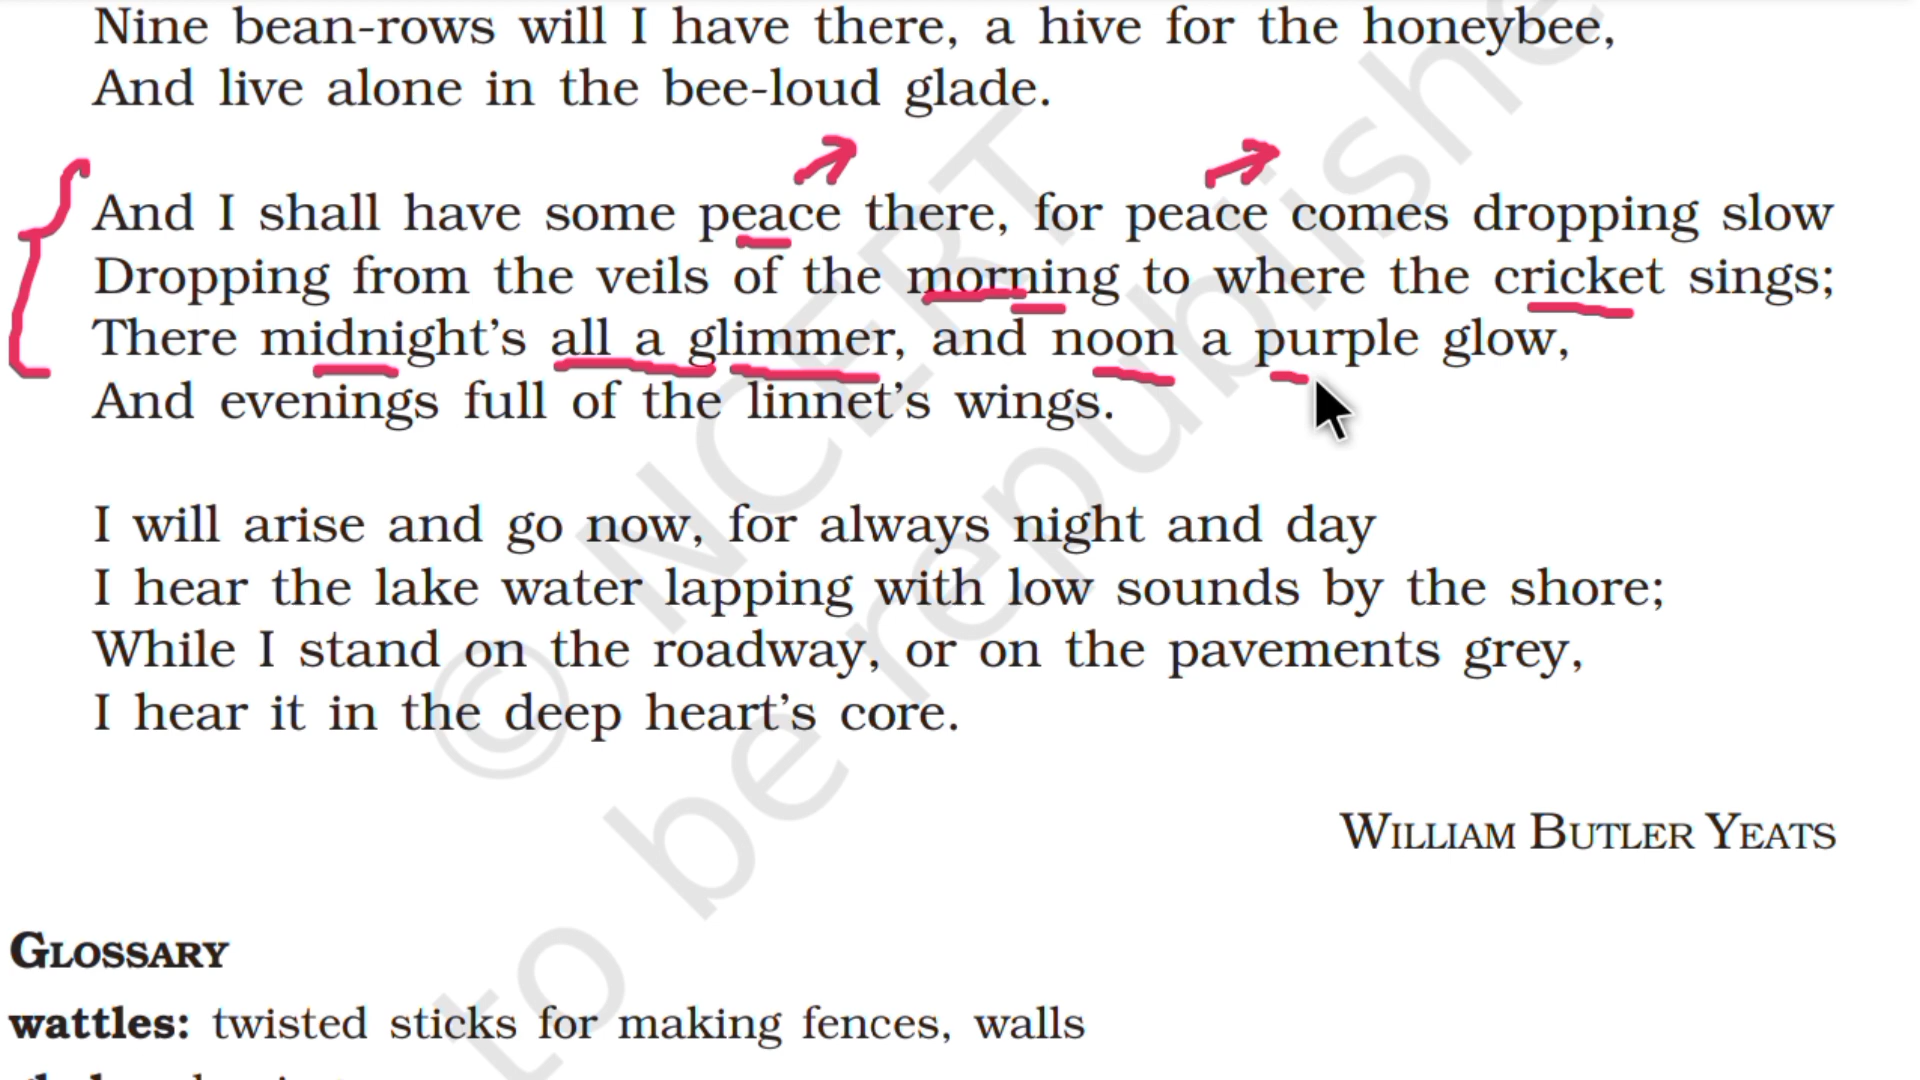 Nine bean-rows will I have there, a hive for the honeybee,
And live alone in the bee-loud glade.
And I shall have some peace there, for peace comes dropping slow
Dropping from the veils of the morning to where the cricket sings;
There midnight’s all a glimmer, and noon a purple glow,
And evenings full of the linnet’s wings.
I will arise and go now, for always night and day
I hear the lake water lapping with low sounds by the shore;
While I stand on the roadway, or on the pavements grey,
I hear it in the deep heart’s core.
WILLIAM BUTLER YEATS
GLOSSARY
wattles: twisted sticks for making fences, walls
© NCERT
to be republishe